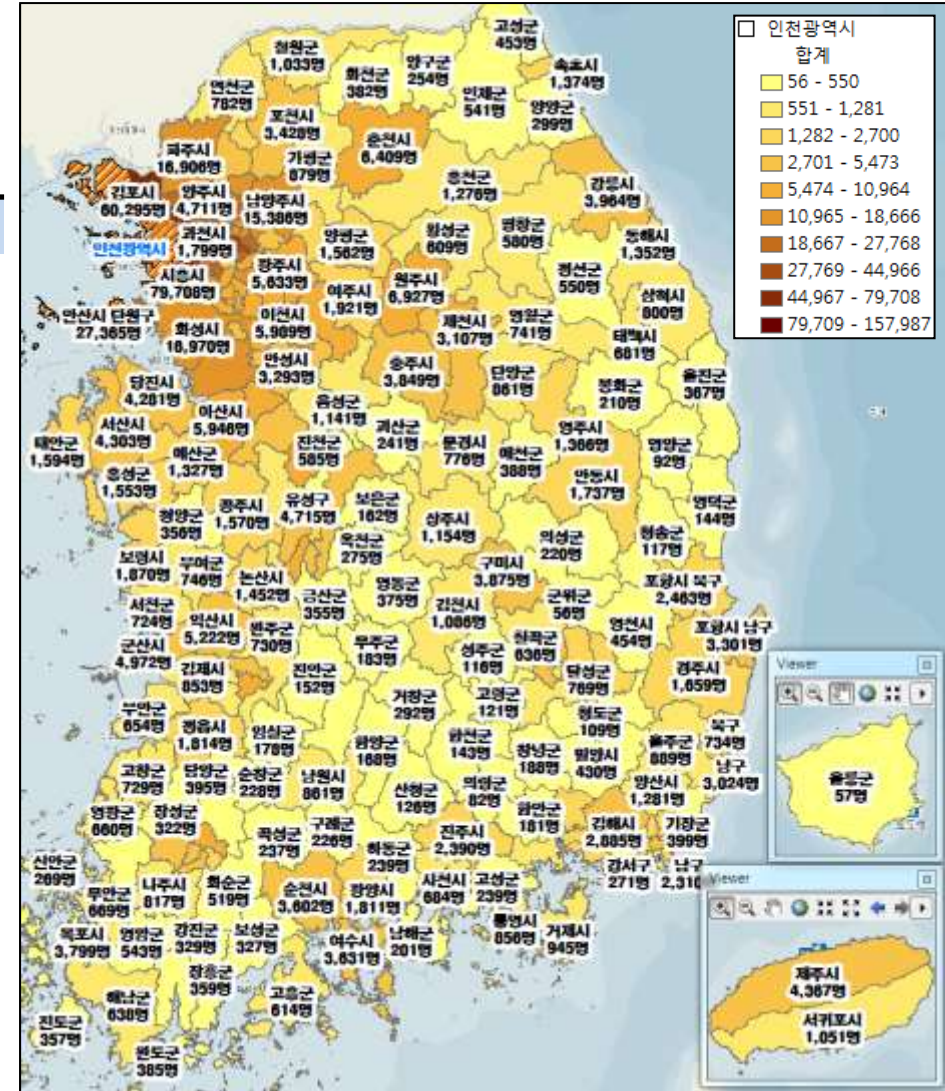 인천광역시
합계
56 - 550
551 - 1,281
1,282 - 2,700
2,701 - 5,473
5,474 - 10,964
10,965 - 18,666
18,667 - 27,768
27,769 - 44,966
44,967 - 79,708
79,709 - 157,987
고성군
453명
철원군
1,033명
화천군
382명
양구군
254명
속초시
1,374명
연천군
782명
인제군
541명
양양군
299명
포천시
3,428명
춘천시
6,409명
파주시
16,906명
가평군
879명
홍천군
1,276명
강릉시
3,964명
김포시
60,295명
양주시
4,711명
남양주시
15,386명
과천시
1,799명
인천광역시
양평군
1,562명
횡성군
609명
평창군
580명
동해시
1,352명
시흥시
79,708명
광주시
5,633명
여주시
1,921명
원주시
6,927명
정선군
550명
삼척시
800명
안산시 단원구
27,365명
화성시
16,970명
이천시
5,909명
제천시
3,107명
영월군
741명
태백시
681명
안성시
3,293명
충주시
3,849명
단양군
861명
봉화군
210명
울진군
367명
당진시
4,281명
아산시
5,946명
음성군
1,141명
괴산군
241명
서산시
4,303명
태안군
1,594명
예산군
1,327명
진천군
585명
문경시
776명
예천군
388명
영주시
1,366명
영양군
92명
홍성군
1,553명
안동시
1,737명
청양군
356명
공주시
1,570명
유성구
4,715명
보은군
162명
상주시
1,154명
의성군
220명
영덕군
144명
청송군
117명
보령시
1,870명
부여군
746명
옥천군
275명
구미시
3,875명
논산시
1,452명
금산군
355명
영동군
375명
김천시
1,086명
군위군
56명
포항시 북구
2,463명
서천군
724명
익산시
5,222명
완주군
730명
무주군
183명
성주군
116명
칠곡군
636명
영천시
454명
포항시 남구
3,301명
군산시
4,972명
김제시
853명
진안군
152명
달성군
769명
경주시
1,659명
부안군
654명
정읍시
1,814명
임실군
178명
거창군
292명
고령군
121명
청도군
109명
함양군
168명
합천군
143명
창녕군
188명
밀양시
430명
울주군
889명
북구
734명
고창군
729명
담양군
395명
순창군
228명
남원시
861명
산청군
126명
의령군
82명
양산시
1,281명
남구
3,024명
영광군
660명
장성군
322명
곡성군
237명
구례군
226명
하동군
239명
진주시
2,390명
함안군
181명
김해시
2,885명
기장군
399명
신안군
269명
무안군
669명
나주시
817명
화순군
519명
순천시
3,602명
광양시
1,811명
사천시
684명
고성군
239명
강서구
271명
남구
2,310
목포시
3,799명
영암군
543명
강진군
329명
보성군
327명
여수시
3,631명
남해군
201명
통영시
856명
거제시
945명
장흥군
359명
해남군
638명
고흥군
614명
진도군
357명
완도군
385명
Viewer
울릉군
57명
Viewer
제주시
4,367명
서귀포시
1,051명